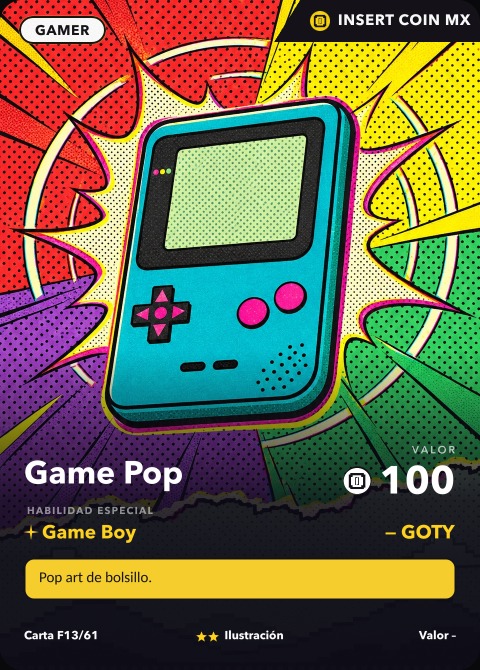 GAMER
INSERT COIN MX
VALOR
Game Pop
100
HABILIDAD ESPECIAL
Game Boy
– GOTY
Pop art de bolsillo.
Carta F13/61
★★ Ilustración
Valor –